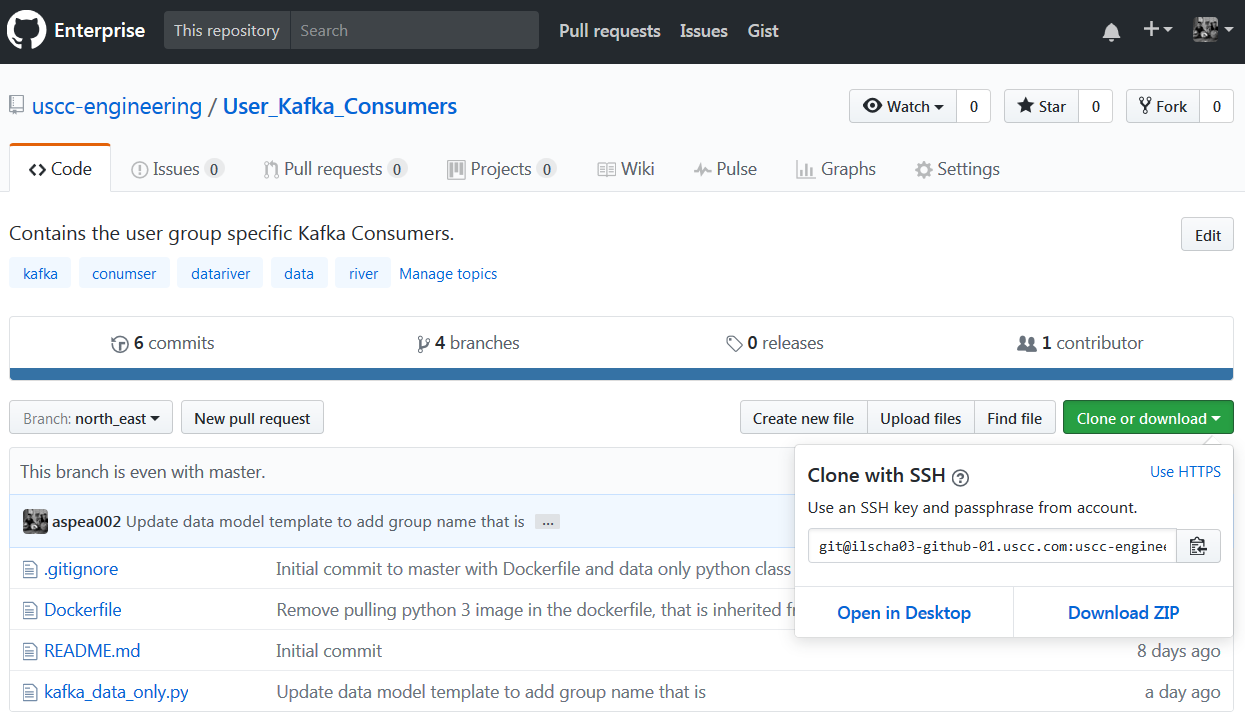 Enterprise This repository Search Pull requests Issues Gist
uscc-engineering / User_Kafka_Consumers Watch 0 Star 0 Fork 0
Code Issues 0 Pull requests 0 Projects 0 Wiki Pulse Graphs Settings
Contains the user group specific Kafka Consumers. Edit
kafka conumser datariver data river Manage topics
6 commits 4 branches 0 releases 1 contributor
Branch: north_east New pull request Create new file Upload files Find file Clone or download
This branch is even with master.
aspea002 Update data model template to add group name that is ...
.gitignore Initial commit to master with Dockerfile and data only python class
Dockerfile Remove pulling python 3 image in the dockerfile, that is inherited
README.md Initial commit 8 days ago
kafka_data_only.py Update data model template to add group name that is a day ago
Clone with SSH ? Use HTTPS
Use an SSH key and passphrase from account.
git@ilscha03-github-01.uscc.com:uscc-enginee
Open in Desktop Download ZIP